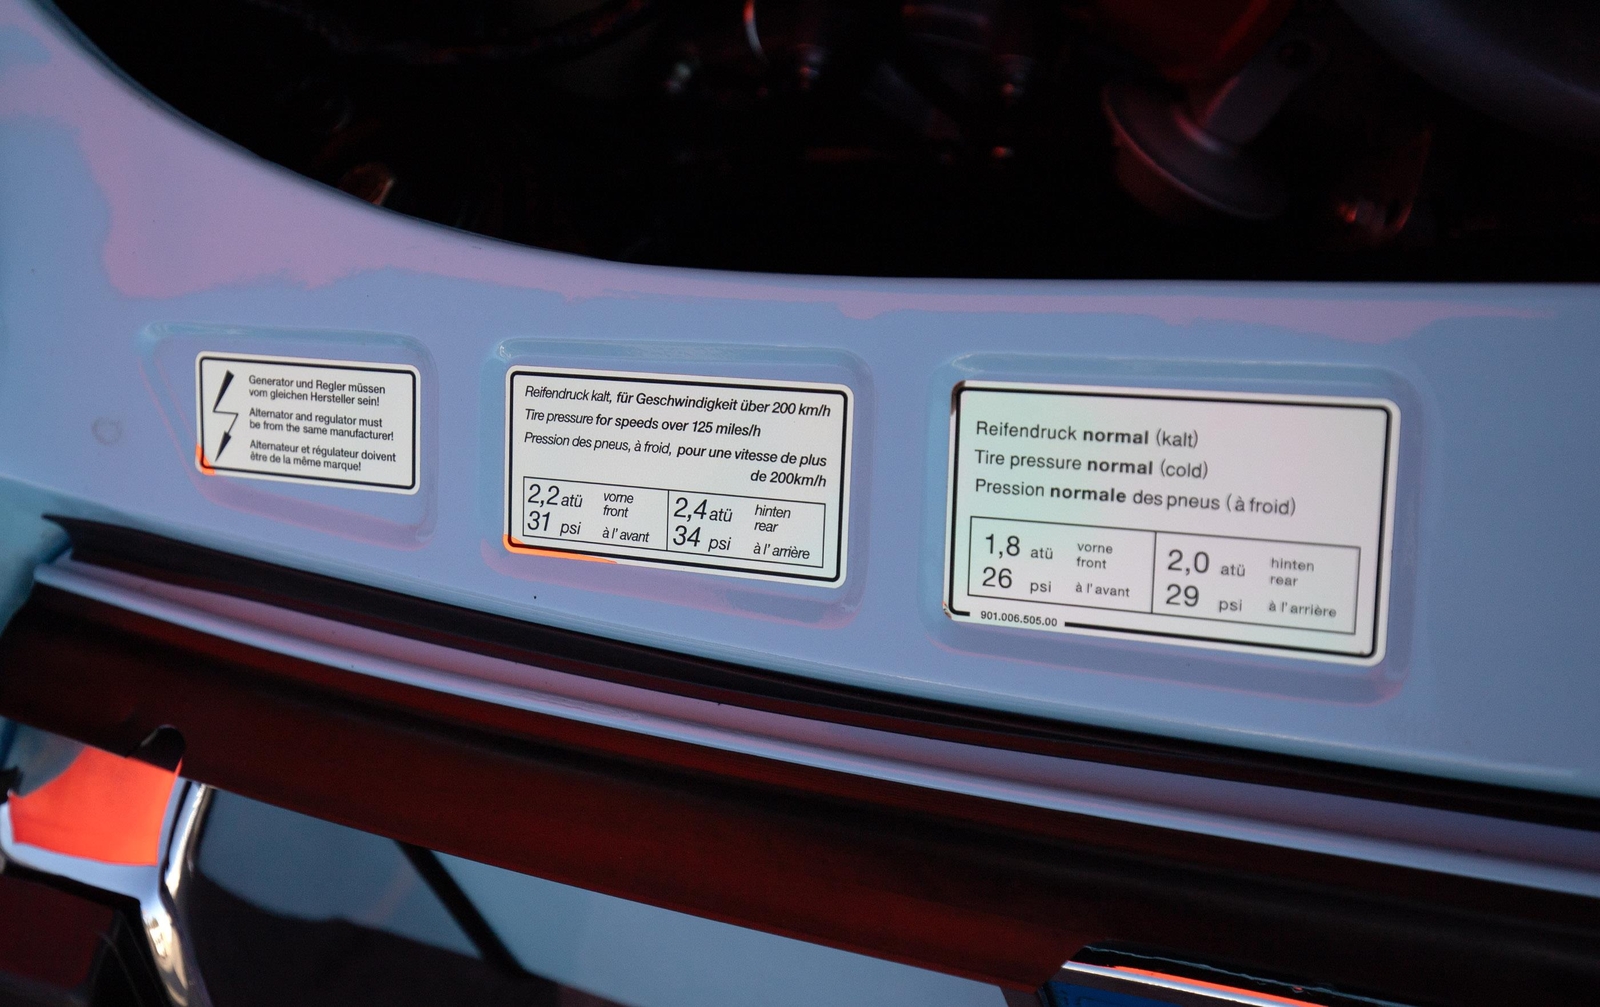 Generator und Regler müssen
vom gleichen Hersteller sein!
Alternator and regulator must
be from the same manufacturer!
Alternateur et régulateur doivent
être de la même marque!
Reifendruck kalt, für Geschwindigkeit über 200 km/h
Tire pressure for speeds over 125 miles/h
Pression des pneus, à froid, pour une vitesse de plus
de 200km/h
2,2 atü vorne
front
31 psi à l'avant
2,4 atü hinten
rear
34 psi à l'arrière
Reifendruck normal (kalt)
Tire pressure normal (cold)
Pression normale des pneus (à froid)
1,8 atü vorne
front
26 psi à l'avant
2,0 atü hinten
rear
29 psi à l'arrière
901.006.505.00